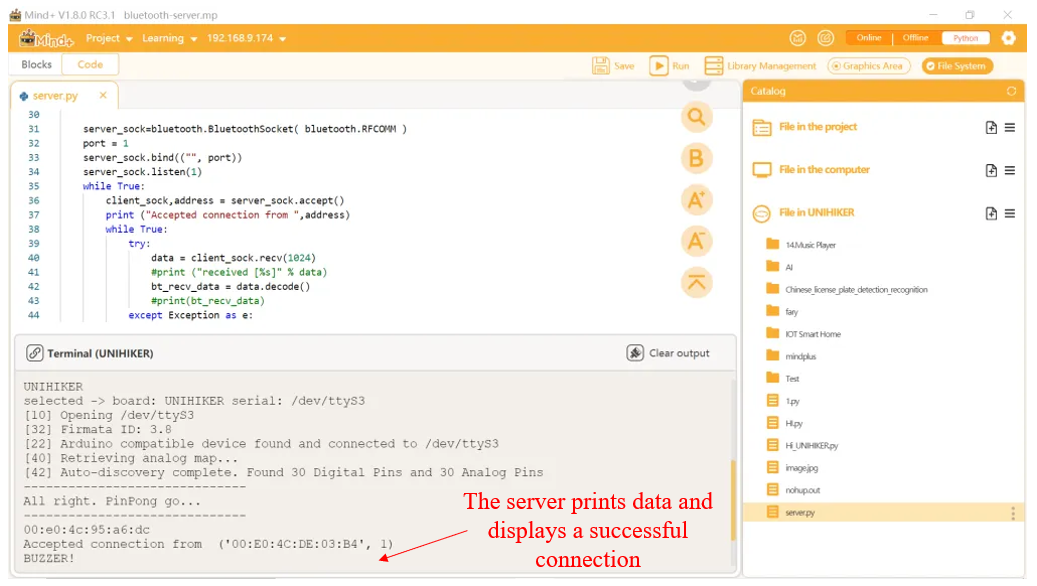 Mind+ V1.8.0 RC3.1 bluetooth-server.mp
Mind+ Project Learning 192.168.9.174 Online Offline Python
Blocks Code Save Run Library Management Graphics Area File System
server.py ×
30
31 server_sock=bluetooth.BluetoothSocket( bluetooth.RFCOMM )
32 port = 1
33 server_sock.bind(("", port))
34 server_sock.listen(1)
35 while True:
36 client_sock,address = server_sock.accept()
37 print ("Accepted connection from ",address)
38 while True:
39 try:
40 data = client_sock.recv(1024)
41 #print ("received [%s]" % data)
42 bt_recv_data = data.decode()
43 #print(bt_recv_data)
44 except Exception as e:
B
A+
A-
Catalog
File in the project
File in the computer
File in UNIHIKER
14.Music Player
AI
Chinese_license_plate_detection_recognition
fary
IOT Smart Home
mindplus
Test
1.py
HI.py
Hi_UNIHIKER.py
image.jpg
nohup.out
server.py
Terminal (UNIHIKER) Clear output
UNIHIKER
selected -> board: UNIHIKER serial: /dev/ttyS3
[10] Opening /dev/ttyS3
[32] Firmata ID: 3.8
[22] Arduino compatible device found and connected to /dev/ttyS3
[40] Retrieving analog map...
[42] Auto-discovery complete. Found 30 Digital Pins and 30 Analog Pins
------------------------------
All right. PinPong go...
------------------------------
00:e0:4c:95:a6:dc
Accepted connection from ('00:E0:4C:DE:03:B4', 1)
BUZZER!
The server prints data and
displays a successful
connection